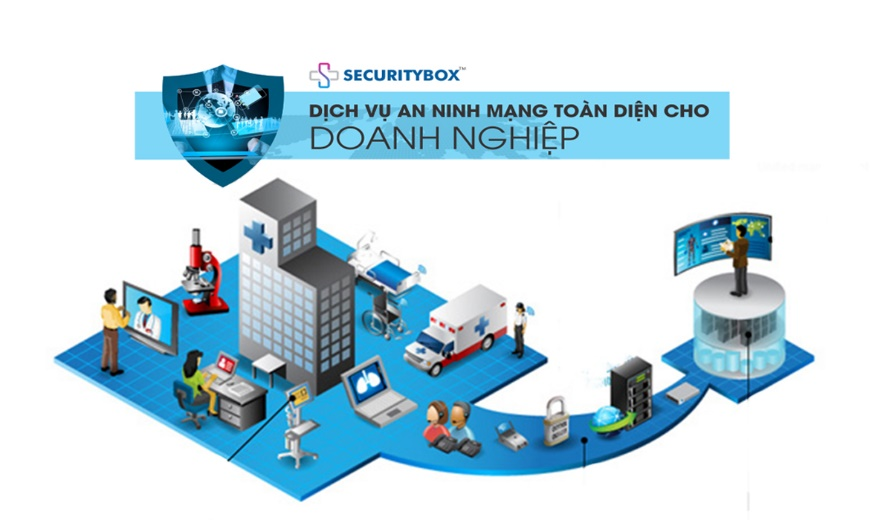 SECURITYBOX™
DỊCH VỤ AN NINH MẠNG TOÀN DIỆN CHO
DOANH NGHIỆP